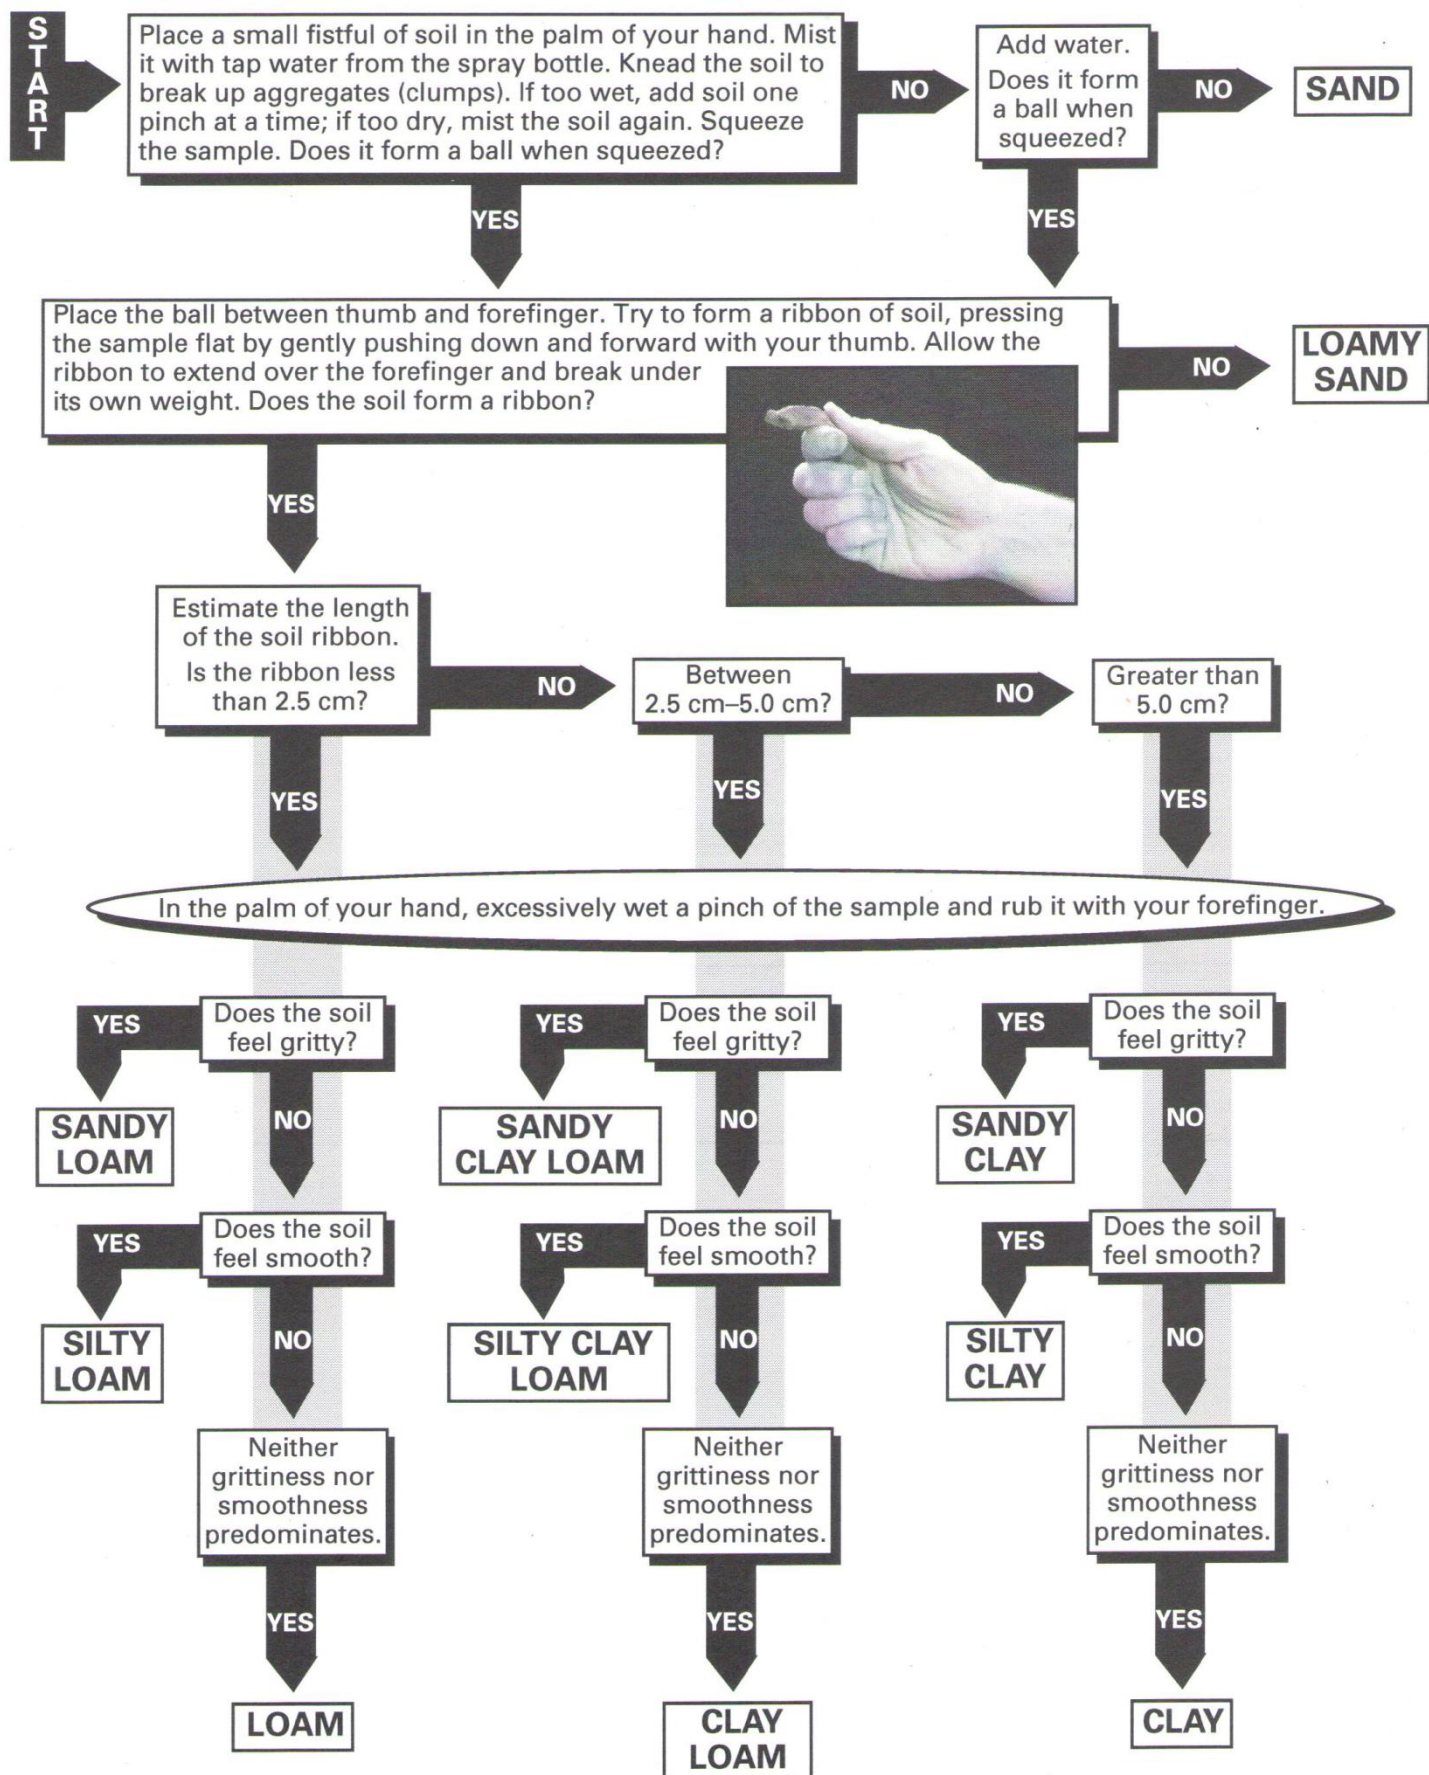 START
Place a small fistful of soil in the palm of your hand. Mist
it with tap water from the spray bottle. Knead the soil to
break up aggregates (clumps). If too wet, add soil one
pinch at a time; if too dry, mist the soil again. Squeeze
the sample. Does it form a ball when squeezed?
NO
Add water.
Does it form
a ball when
squeezed?
NO
SAND
YES
YES
Place the ball between thumb and forefinger. Try to form a ribbon of soil, pressing
the sample flat by gently pushing down and forward with your thumb. Allow the
ribbon to extend over the forefinger and break under
its own weight. Does the soil form a ribbon?
NO
LOAMY
SAND
YES
Estimate the length
of the soil ribbon.
Is the ribbon less
than 2.5 cm?
NO
Between
2.5 cm–5.0 cm?
NO
Greater than
5.0 cm?
YES
YES
YES
In the palm of your hand, excessively wet a pinch of the sample and rub it with your forefinger.
YES
Does the soil
feel gritty?
YES
Does the soil
feel gritty?
YES
Does the soil
feel gritty?
SANDY
LOAM
NO
SANDY
CLAY LOAM
NO
SANDY
CLAY
NO
YES
Does the soil
feel smooth?
YES
Does the soil
feel smooth?
YES
Does the soil
feel smooth?
SILTY
LOAM
NO
SILTY CLAY
LOAM
NO
SILTY
CLAY
NO
Neither
grittiness nor
smoothness
predominates.
Neither
grittiness nor
smoothness
predominates.
Neither
grittiness nor
smoothness
predominates.
YES
YES
YES
LOAM
CLAY
LOAM
CLAY